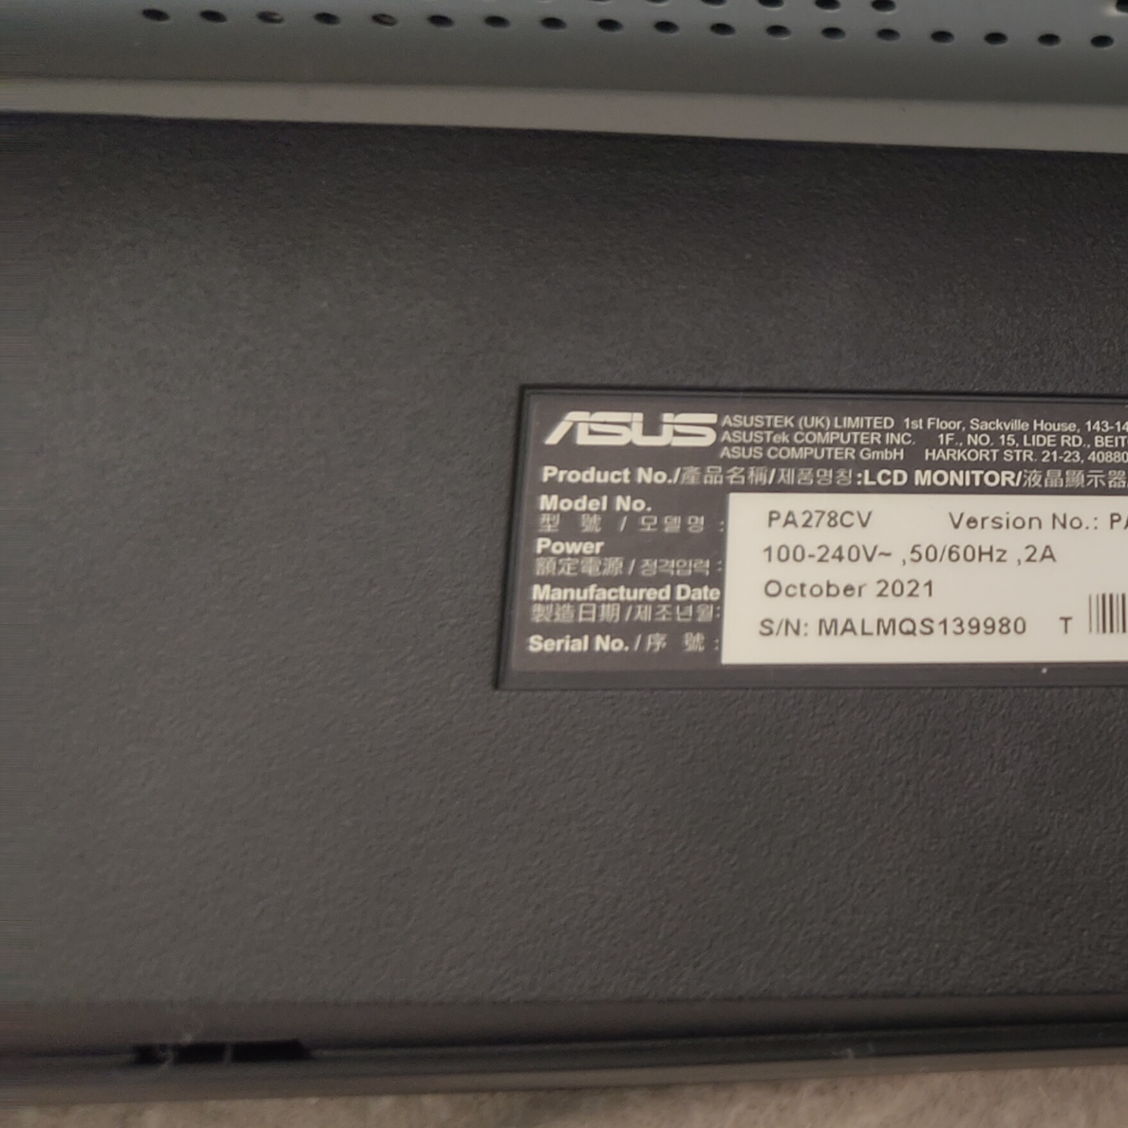 ASUS
ASUSTEK (UK) LIMITED 1st Floor, Sackville House, 143-14
ASUSTek COMPUTER INC. 1F., NO. 15, LIDE RD., BEIT
ASUS COMPUTER GmbH HARKORT STR. 21-23, 40880
Product No./產品名稱/제품명칭:LCD MONITOR/液晶顯示器
Model No.
型 號 / 모델명 : PA278CV Version No.: PA
Power
額定電源 / 정격입력 : 100-240V~ ,50/60Hz ,2A
Manufactured Date October 2021
製造日期 /제조년월:
Serial No. / 序 號 : S/N: MALMQS139980 T